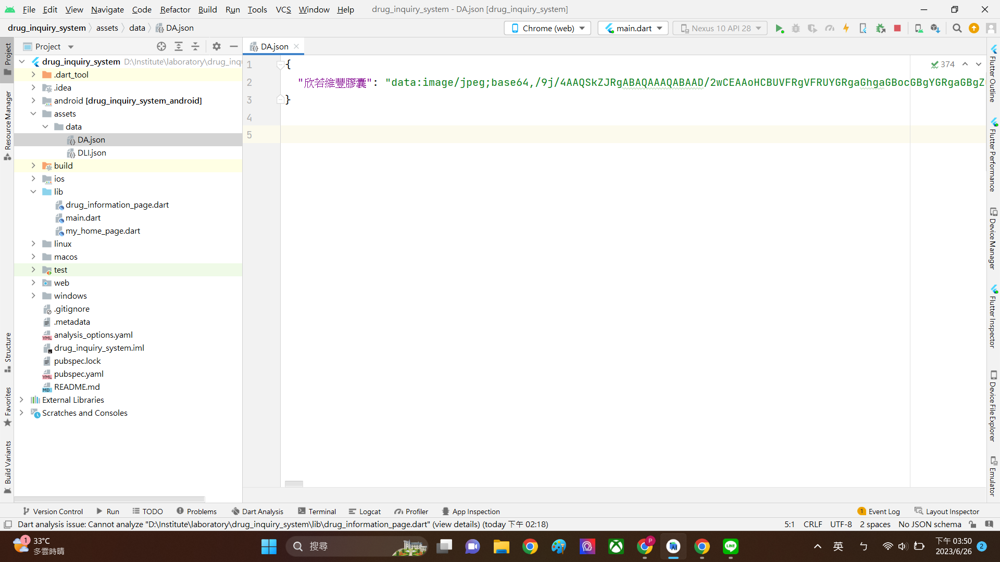 File Edit View Navigate Code Refactor Build Run Tools VCS Window Help drug_inquiry_system - DA.json [drug_inquiry_system]
drug_inquiry_system assets data DA.json Chrome (web) main.dart Nexus 10 API 28
Project
DA.json
drug_inquiry_system D:\Institute\laboratory\drug_inqu
.dart_tool
.idea
android [drug_inquiry_system_android]
assets
data
DA.json
DLI.json
build
ios
lib
drug_information_page.dart
main.dart
my_home_page.dart
linux
macos
test
web
windows
.gitignore
.metadata
analysis_options.yaml
drug_inquiry_system.iml
pubspec.lock
pubspec.yaml
README.md
External Libraries
Scratches and Consoles
1 {
2 "欣若維豐膠囊": "data:image/jpeg;base64,/9j/4AAQSkZJRgABAQAAAQABAAD/2wCEAAoHCBUVFRgVFRUYGRgaGhgaGBocGBgYGRgaGBgZ
3 }
4
5
374
Project
Resource Manager
Structure
Favorites
Build Variants
Flutter Outline
Flutter Performance
Device Manager
Flutter Inspector
Device File Explorer
Emulator
Version Control Run TODO Problems Dart Analysis Terminal Logcat Profiler App Inspection 1 Event Log Layout Inspector
Dart analysis issue: Cannot analyze "D:\Institute\laboratory\drug_inquiry_system\lib\drug_information_page.dart" (view details) (today 下午 02:18) 5:1 CRLF UTF-8 2 spaces No JSON schema
1 33°C
多雲時晴
搜尋
P
LINE
英 ㄅ
下午 03:50
2023/6/26
2